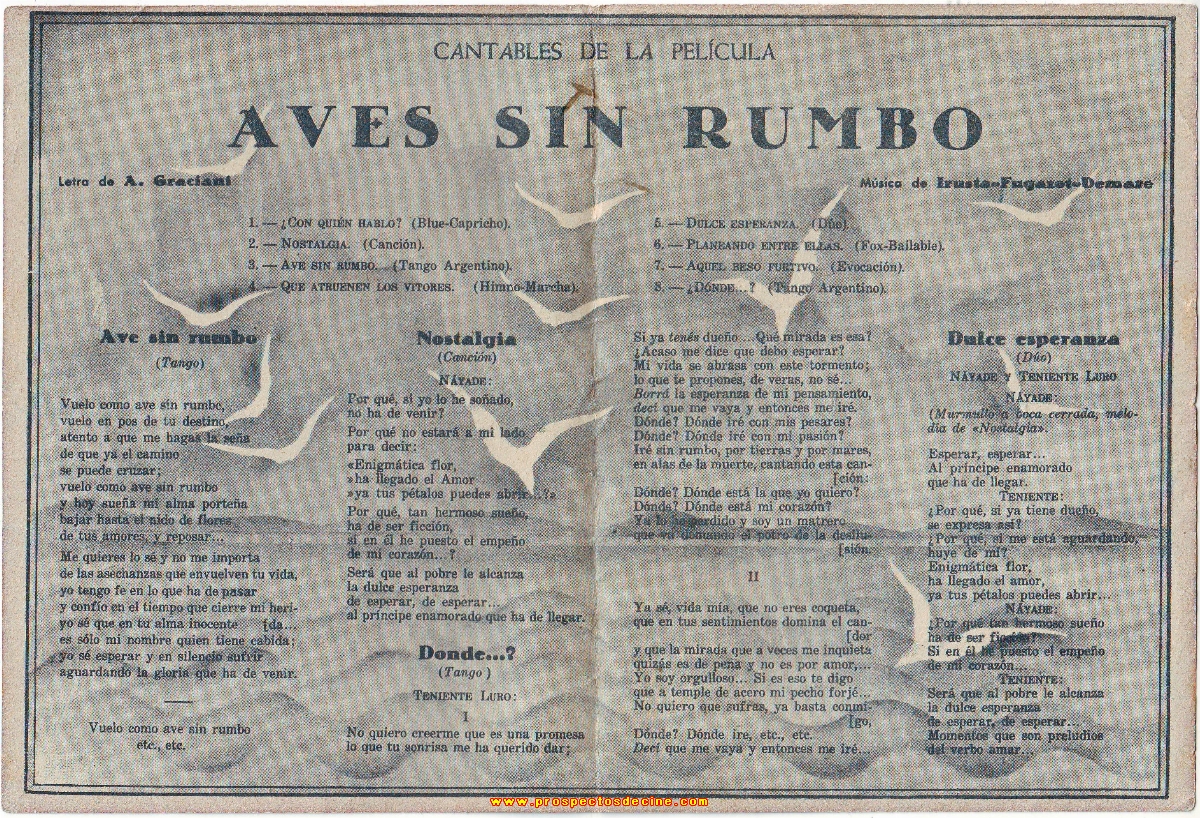 CANTABLES DE LA PELÍCULA
AVES SIN RUMBO
Letra de A. Graciani
Música de Irusta-Fugazot-Demare
1. — ¿CON QUIÉN HABLO? (Blue-Capricho).
2. — NOSTALGIA. (Canción).
3. — AVE SIN RUMBO. (Tango Argentino).
4. — QUE ATRUENEN LOS VITORES. (Himno-Marcha).
5. — DULCE ESPERANZA. (Dúo).
6. — PLANEANDO ENTRE ELLAS. (Fox-Bailable).
7. — AQUEL BESO FURTIVO. (Evocación).
8. — ¿DÓNDE...? (Tango Argentino).
Ave sin rumbo
(Tango)
Vuelo como ave sin rumbo,
vuelo en pos de tu destino,
atento a que me hagas la seña
de que ya el camino
se puede cruzar;
vuelo como ave sin rumbo
y hoy sueña mi alma porteña
bajar hasta el nido de flores
de tus amores, y reposar...
Me quieres lo sé y no me importa
de las asechanzas que envuelven tu vida,
yo tengo fe en lo que ha de pasar
y confío en el tiempo que cierre mi heri-
yo sé que en tu alma inocente [da...
es sólo mi nombre quien tiene cabida;
yo sé esperar y en silencio sufrir
aguardando la gloria que ha de venir.
Vuelo como ave sin rumbo
etc., etc.
Nostalgia
(Canción)
NÁYADE:
Por qué, si yo lo he soñado,
no ha de venir?
Por qué no estará a mi lado
para decir:
«Enigmática flor,
»ha llegado el Amor
»ya tus pétalos puedes abrir...?»
Por qué, tan hermoso sueño,
ha de ser ficción,
si en él he puesto el empeño
de mi corazón...?
Será que al pobre le alcanza
la dulce esperanza
de esperar, de esperar...
al príncipe enamorado que ha de llegar.
Donde...?
(Tango)
TENIENTE LURO:
I
No quiero creerme que es una promesa
lo que tu sonrisa me ha querido dar;
Si ya tenés dueño ...Qué mirada es esa?
¿Acaso me dice que debo esperar?
Mi vida se abrasa con este tormento;
lo que te propones, de veras, no sé...
Borrá la esperanza de mi pensamiento,
decí que me vaya y entonces me iré.
Dónde? Dónde iré con mis pesares?
Dónde? Dónde iré con mi pasión?
Iré sin rumbo, por tierras y por mares,
en alas de la muerte, cantando esta can-
[ción:
Dónde? Dónde está la que yo quiero?
Dónde? Dónde está mi corazón?
Ya lo he perdido y soy un matrero
que va domando el potro de la desilu-
[sión.
II
Ya sé, vida mía, que no eres coqueta,
que en tus sentimientos domina el can-
[dor
y que la mirada que a veces me inquieta
quizás es de pena y no es por amor,...
Yo soy orgulloso... Si es eso te digo
que a temple de acero mi pecho forjé...
No quiero que sufras, ya basta conmi-
[go,
Dónde? Dónde ire, etc., etc.
Decí que me vaya y entonces me iré...
Dulce esperanza
(Dúo)
NÁYADE Y TENIENTE LURO
NÁYADE:
(Murmullo a boca cerrada, melo-
día de «Nostalgia».
Esperar, esperar...
Al príncipe enamorado
que ha de llegar.
TENIENTE:
¿Por qué, si ya tiene dueño,
se expresa así?
¿Por qué, si me está aguardando,
huye de mí?
Enigmática flor,
ha llegado el amor,
ya tus pétalos puedes abrir...
NÁYADE:
¿Por qué tan hermoso sueño
ha de ser ficción?
Si en él he puesto el empeño
de mi corazón...
TENIENTE:
Será que al pobre le alcanza
la dulce esperanza
de esperar, de esperar...
Momentos que son preludios
del verbo amar...
www.prospectosdecine.com